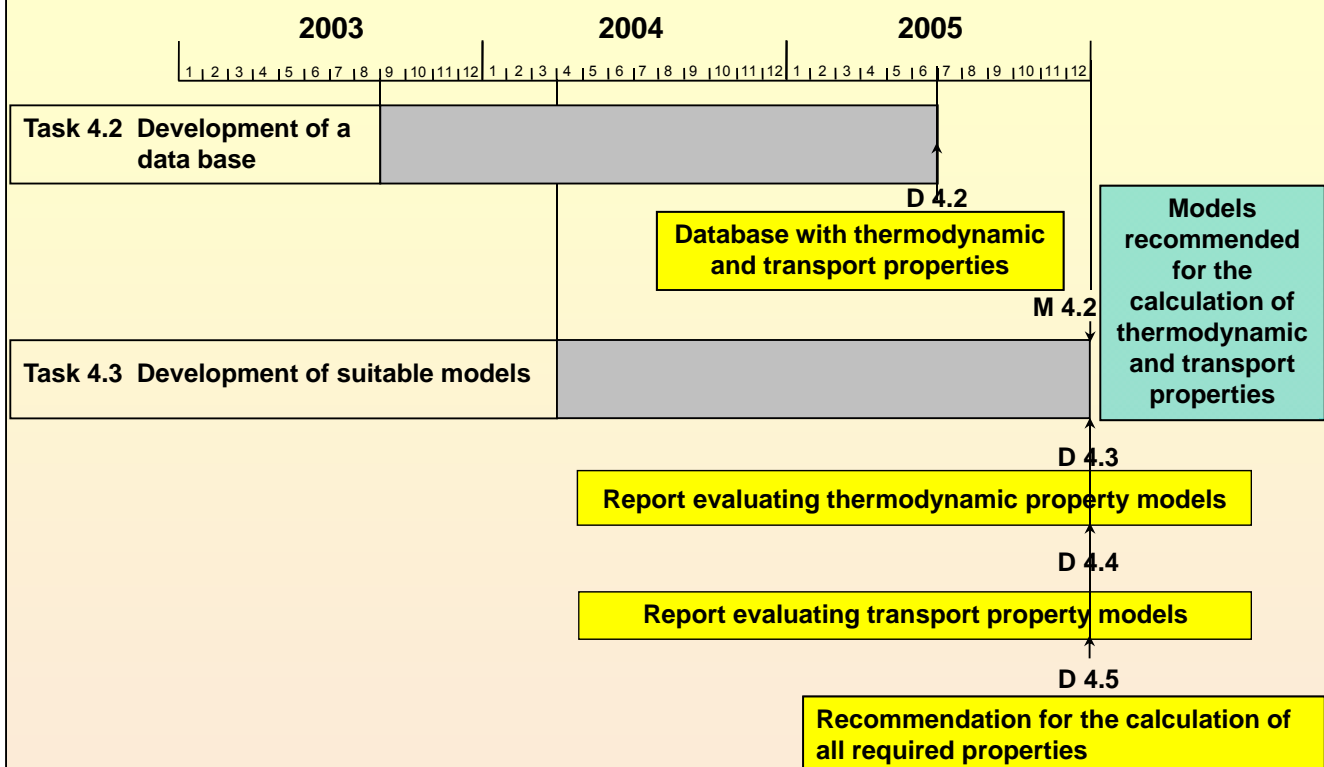 2003 2004 2005
1 2 3 4 5 6 7 8 9 10 11 12 1 2 3 4 5 6 7 8 9 10 11 12 1 2 3 4 5 6 7 8 9 10 11 12
Task 4.2 Development of a
data base
D 4.2
Database with thermodynamic
and transport properties
M 4.2
Models
recommended
for the
calculation of
thermodynamic
and transport
properties
Task 4.3 Development of suitable models
D 4.3
Report evaluating thermodynamic property models
D 4.4
Report evaluating transport property models
D 4.5
Recommendation for the calculation of
all required properties